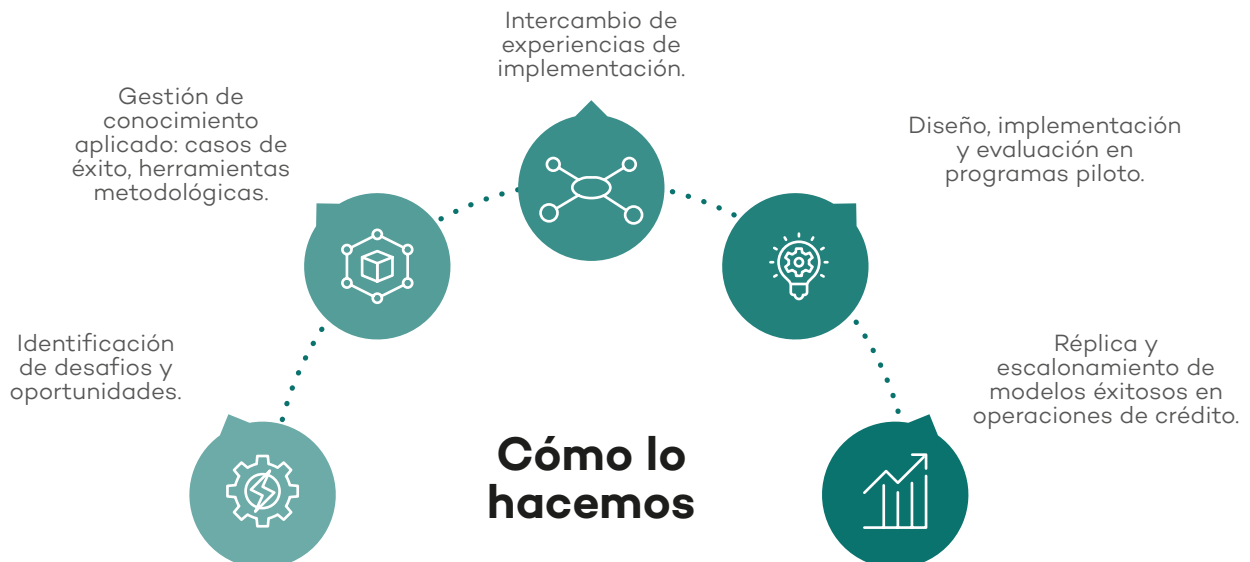 Intercambio de
experiencias de
implementación.
Gestión de
conocimiento
aplicado: casos de
éxito, herramientas
metodológicas.
Diseño, implementación
y evaluación en
programas piloto.
Identificación
de desafios y
oportunidades.
Réplica y
escalonamiento de
modelos éxitosos en
operaciones de crédito.
Cómo lo
hacemos